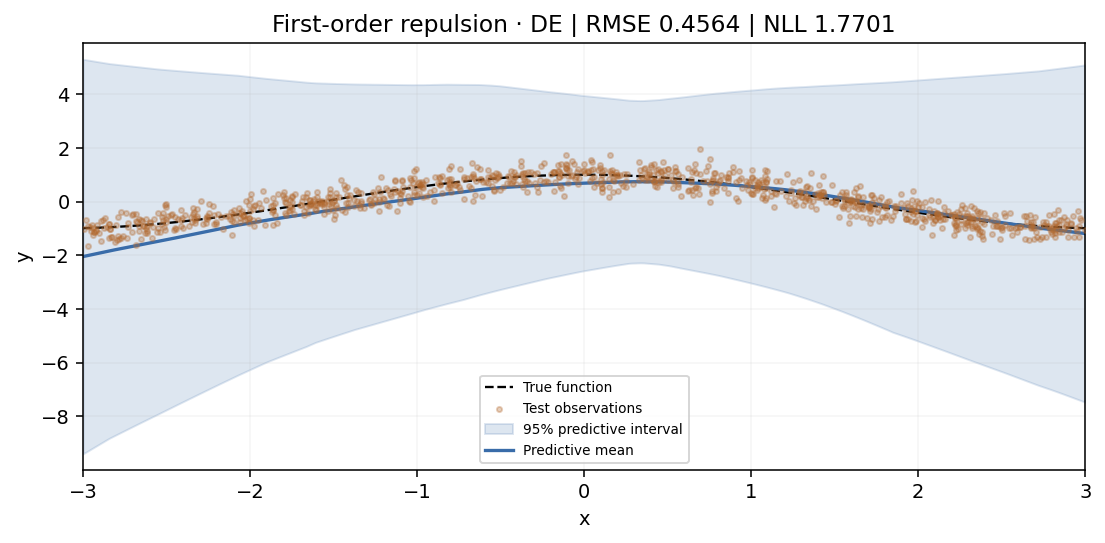 First-order repulsion · DE | RMSE 0.4564 | NLL 1.7701
4
2
0
−2
−4
−6
−8
y
True function
Test observations
95% predictive interval
Predictive mean
−3 −2 −1 0 1 2 3
x